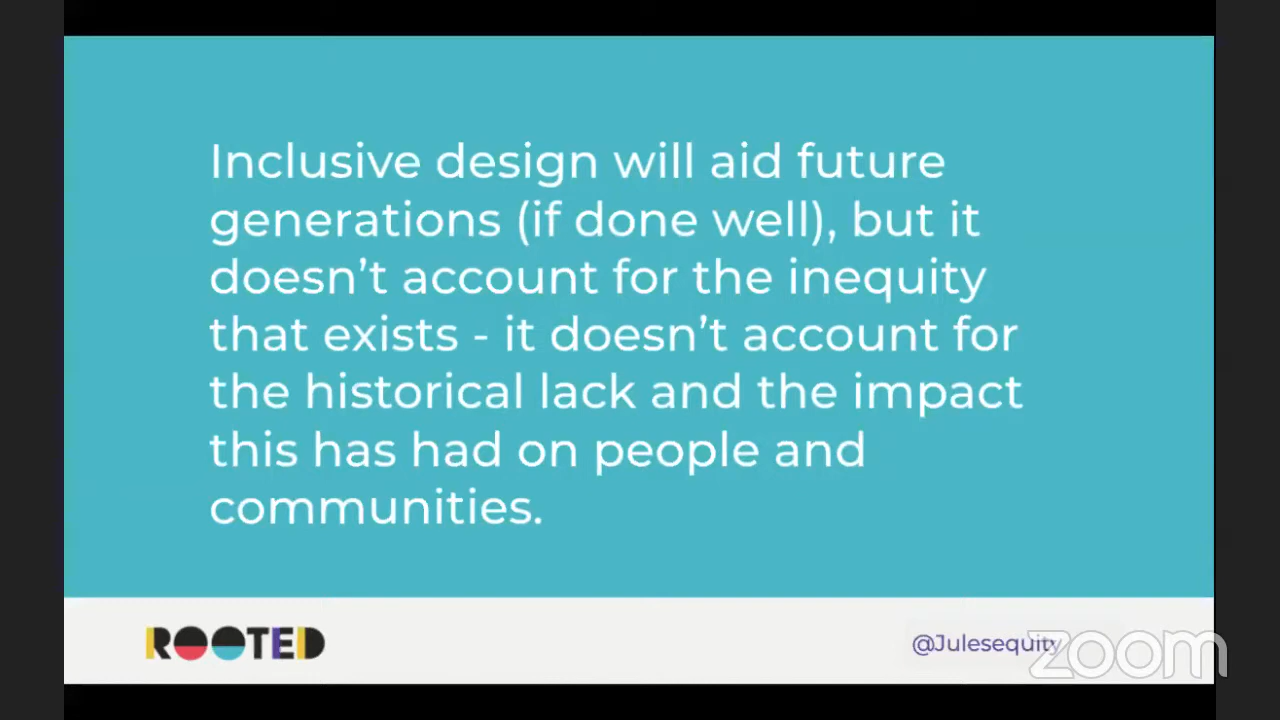 Inclusive design will aid future
generations (if done well), but it
doesn't account for the inequity
that exists - it doesn't account for
the historical lack and the impact
this has had on people and
communities.
ROOTED
@Julesequity
zoom